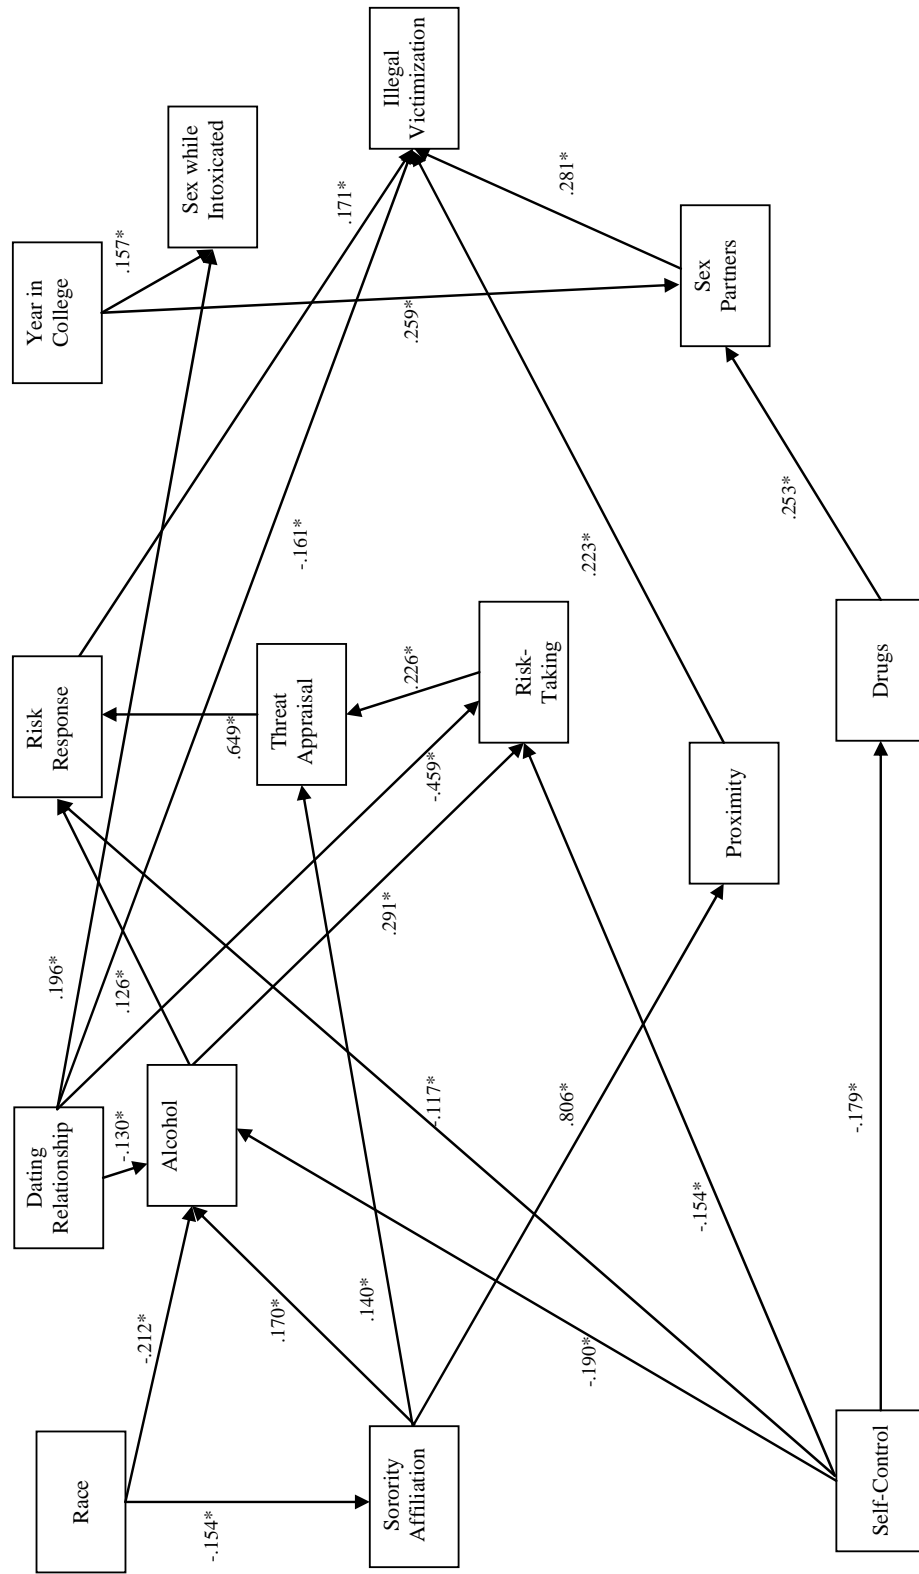 Race
Dating
Relationship
Risk
Response
Year in
College
.196*
.126*
-.130*
.157*
-.212*
Alcohol
Sex while
Intoxicated
-.154*
.649*
.170*
Threat
Appraisal
-.161*
.171*
.140*
.291*
Sorority
Affiliation
.226*
.259*
Illegal
Victimization
-.459*
-.117*
Risk-
Taking
-.190*
.806*
.223*
.281*
-.154*
Proximity
Sex
Partners
.253*
-.179*
Self-Control
Drugs